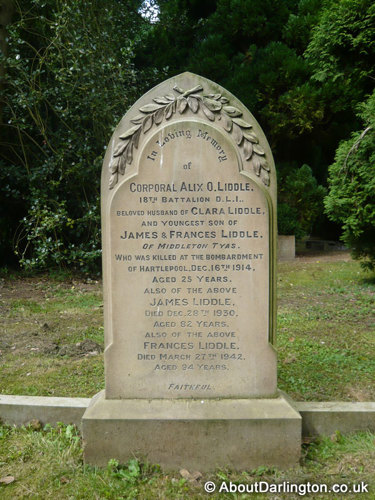 In Loving Memory
of
CORPORAL ALIX O. LIDDLE,
18TH BATTALION D.L.I.,
BELOVED HUSBAND OF CLARA LIDDLE,
AND YOUNGEST SON OF
JAMES & FRANCES LIDDLE,
OF MIDDLETON TYAS,
WHO WAS KILLED AT THE BOMBARDMENT
OF HARTLEPOOL, DEC. 16TH 1914,
AGED 25 YEARS.
ALSO OF THE ABOVE
JAMES LIDDLE,
DIED DEC. 28TH 1930,
AGED 82 YEARS.
ALSO OF THE ABOVE
FRANCES LIDDLE,
DIED MARCH 27TH 1942,
AGED 94 YEARS.
FAITHFUL
©AboutDarlington.co.uk